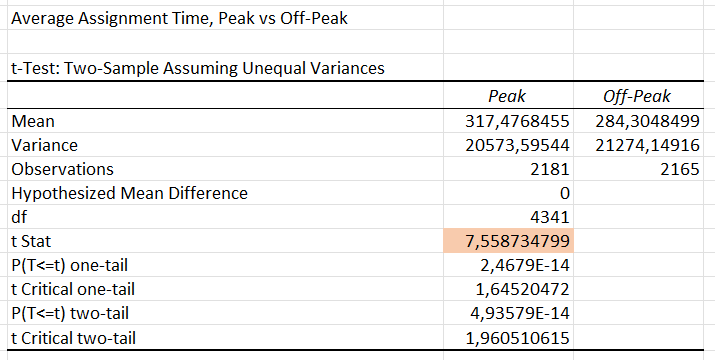 Average Assignment Time, Peak vs Off-Peak
t-Test: Two-Sample Assuming Unequal Variances
Peak Off-Peak
Mean 317,4768455 284,3048499
Variance 20573,59544 21274,14916
Observations 2181 2165
Hypothesized Mean Difference 0
df 4341
t Stat 7,558734799
P(T<=t) one-tail 2,4679E-14
t Critical one-tail 1,64520472
P(T<=t) two-tail 4,93579E-14
t Critical two-tail 1,960510615